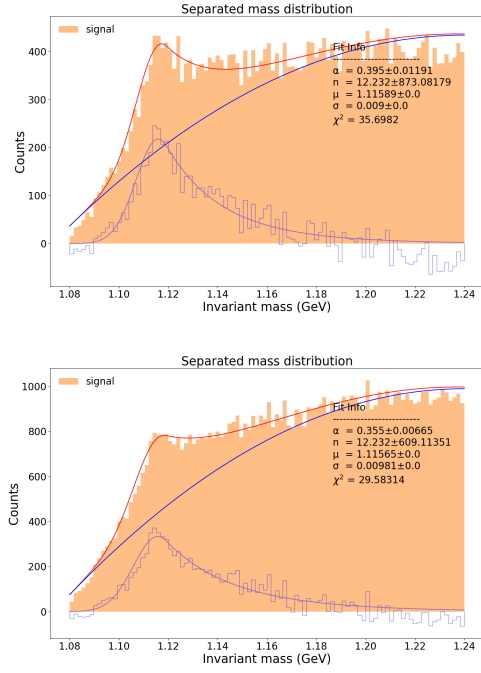 Separated mass distribution
signal
Fit Info
α = 0.395±0.01191
n = 12.232±873.08179
μ = 1.11589±0.0
σ = 0.009±0.0
χ² = 35.6982
Counts
400
300
200
100
0
1.08 1.10 1.12 1.14 1.16 1.18 1.20 1.22 1.24
Invariant mass (GeV)
Separated mass distribution
signal
Fit Info
α = 0.355±0.00665
n = 12.232±609.11351
μ = 1.11565±0.0
σ = 0.00981±0.0
χ² = 29.58314
Counts
1000
800
600
400
200
0
1.08 1.10 1.12 1.14 1.16 1.18 1.20 1.22 1.24
Invariant mass (GeV)